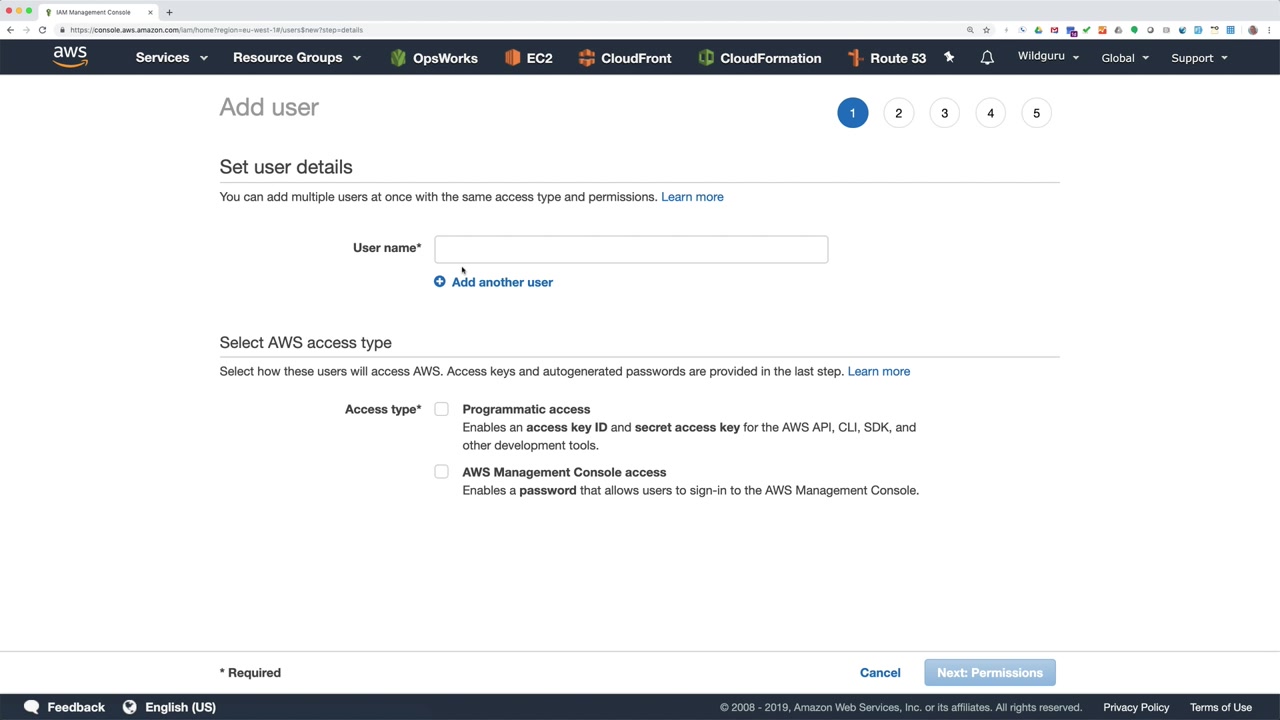 IAM Management Console
https://console.aws.amazon.com/iam/home?region=eu-west-1#/users$new?step=details
aws Services Resource Groups OpsWorks EC2 CloudFront CloudFormation Route 53 Wildguru Global Support
Add user
1 2 3 4 5
Set user details
You can add multiple users at once with the same access type and permissions. Learn more
User name*
Add another user
Select AWS access type
Select how these users will access AWS. Access keys and autogenerated passwords are provided in the last step. Learn more
Access type* Programmatic access
Enables an access key ID and secret access key for the AWS API, CLI, SDK, and
other development tools.
AWS Management Console access
Enables a password that allows users to sign-in to the AWS Management Console.
* Required Cancel Next: Permissions
Feedback English (US) © 2008 - 2019, Amazon Web Services, Inc. or its affiliates. All rights reserved. Privacy Policy Terms of Use